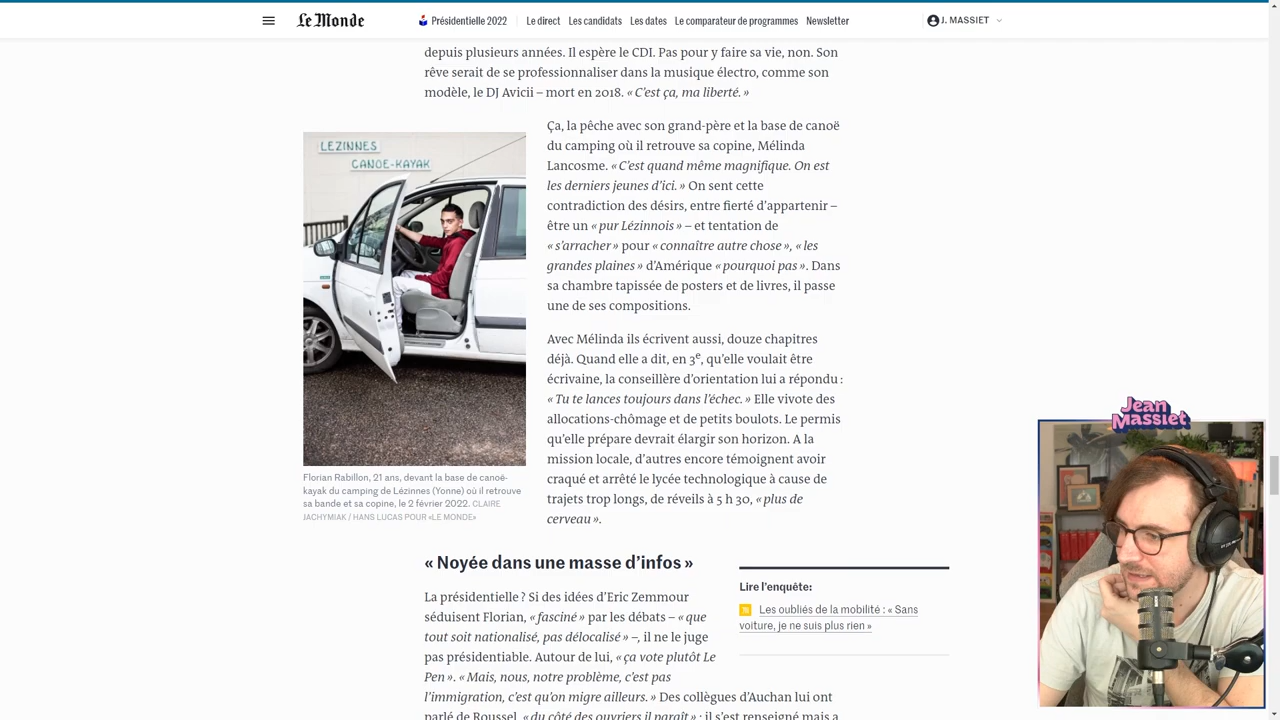 Le Monde
Présidentielle 2022
Le direct
Les candidats
Les dates
Le comparateur de programmes
Newsletter
J. MASSIET
depuis plusieurs années. Il espère le CDI. Pas pour y faire sa vie, non. Son
rêve serait de se professionnaliser dans la musique électro, comme son
modèle, le DJ Avicii – mort en 2018. « C’est ça, ma liberté. »
LEZINNES
CANOE-KAYAK
Florian Rabillon, 21 ans, devant la base de canoë-
kayak du camping de Lézinnes (Yonne) où il retrouve
sa bande et sa copine, le 2 février 2022. CLAIRE
JACHYMIAK / HANS LUCAS POUR «LE MONDE»
Ça, la pêche avec son grand-père et la base de canoë
du camping où il retrouve sa copine, Mélinda
Lancosme. « C’est quand même magnifique. On est
les derniers jeunes d’ici. » On sent cette
contradiction des désirs, entre fierté d’appartenir –
être un « pur Lézinnois » – et tentation de
« s’arracher » pour « connaître autre chose », « les
grandes plaines » d’Amérique « pourquoi pas ». Dans
sa chambre tapissée de posters et de livres, il passe
une de ses compositions.
Avec Mélinda ils écrivent aussi, douze chapitres
déjà. Quand elle a dit, en 3e, qu’elle voulait être
écrivaine, la conseillère d’orientation lui a répondu :
« Tu te lances toujours dans l’échec. » Elle vivote des
allocations-chômage et de petits boulots. Le permis
qu’elle prépare devrait élargir son horizon. A la
mission locale, d’autres encore témoignent avoir
craqué et arrêté le lycée technologique à cause de
trajets trop longs, de réveils à 5 h 30, « plus de
cerveau ».
« Noyée dans une masse d’infos »
La présidentielle ? Si des idées d’Eric Zemmour
séduisent Florian, « fasciné » par les débats – « que
tout soit nationalisé, pas délocalisé » –, il ne le juge
pas présidentiable. Autour de lui, « ça vote plutôt Le
Pen ». « Mais, nous, notre problème, c’est pas
l’immigration, c’est qu’on migre ailleurs. » Des collègues d’Auchan lui ont
parlé de Roussel, « du côté des ouvriers il paraît » ; il s’est renseigné mais a
Lire l’enquête:
Les oubliés de la mobilité : « Sans
voiture, je ne suis plus rien »
Jean
Massiet